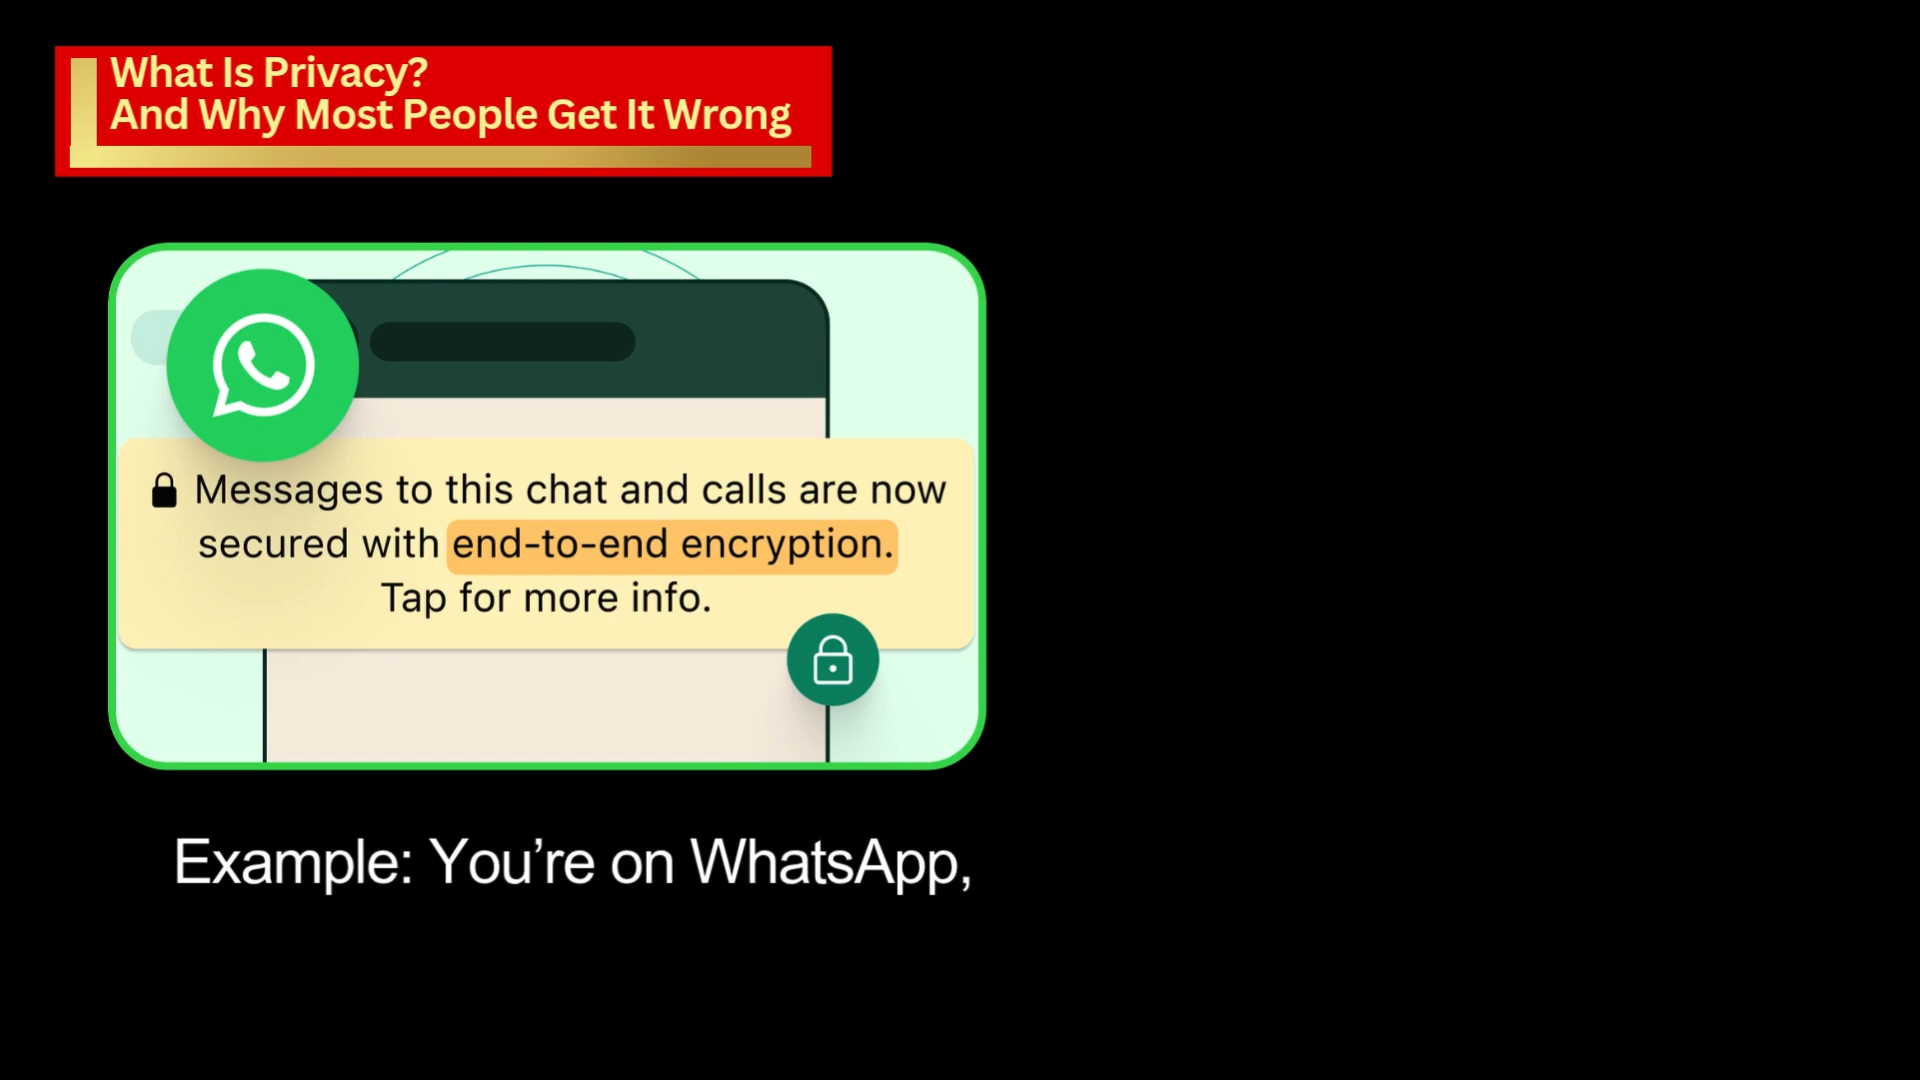 What Is Privacy?
And Why Most People Get It Wrong
Messages to this chat and calls are now
secured with end-to-end encryption.
Tap for more info.
Example: You’re on WhatsApp,